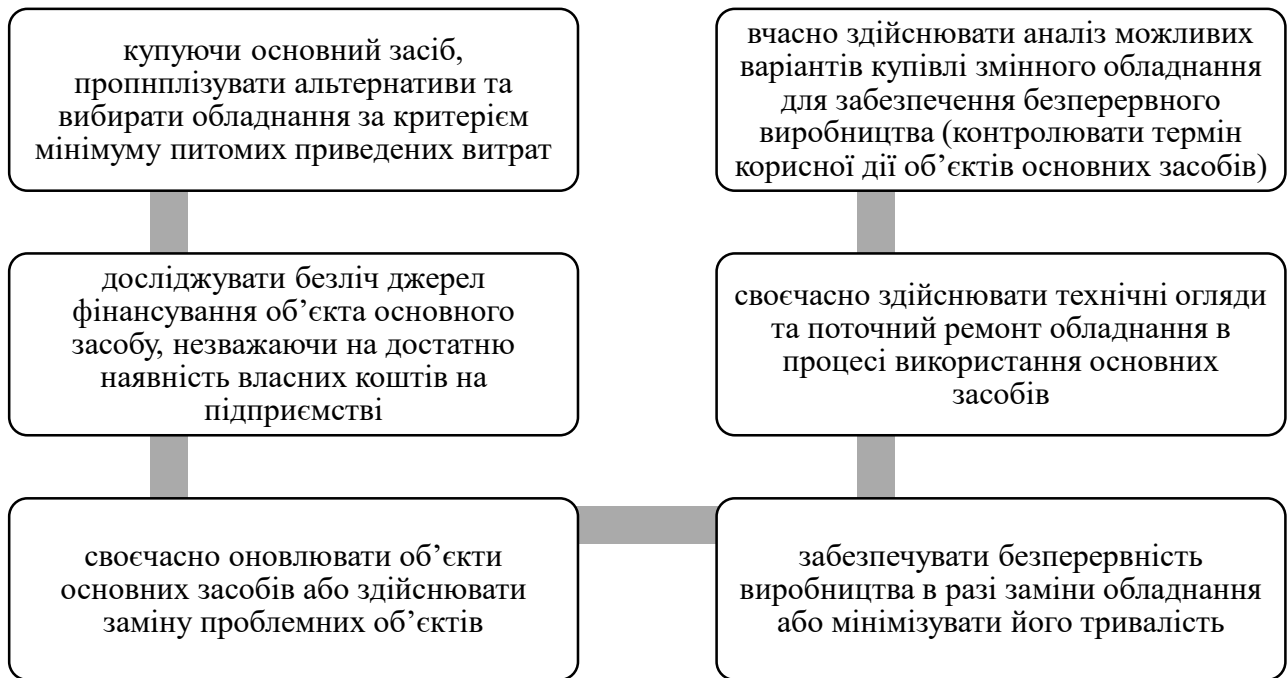 купуючи основний засіб,
пропнплізувати альтернативи та
вибирати обладнання за критерієм
мінімуму питомих приведених витрат
досліджувати безліч джерел
фінансування об’єкта основного
засобу, незважаючи на достатню
наявність власних коштів на
підприємстві
своєчасно оновлювати об’єкти
основних засобів або здійснювати
заміну проблемних об’єктів
забезпечувати безперервність
виробництва в разі заміни обладнання
або мінімізувати його тривалість
своєчасно здійснювати технічні огляди
та поточний ремонт обладнання в
процесі використання основних
засобів
вчасно здійснювати аналіз можливих
варіантів купівлі змінного обладнання
для забезпечення безперервного
виробництва (контролювати термін
корисної дії об’єктів основних засобів)